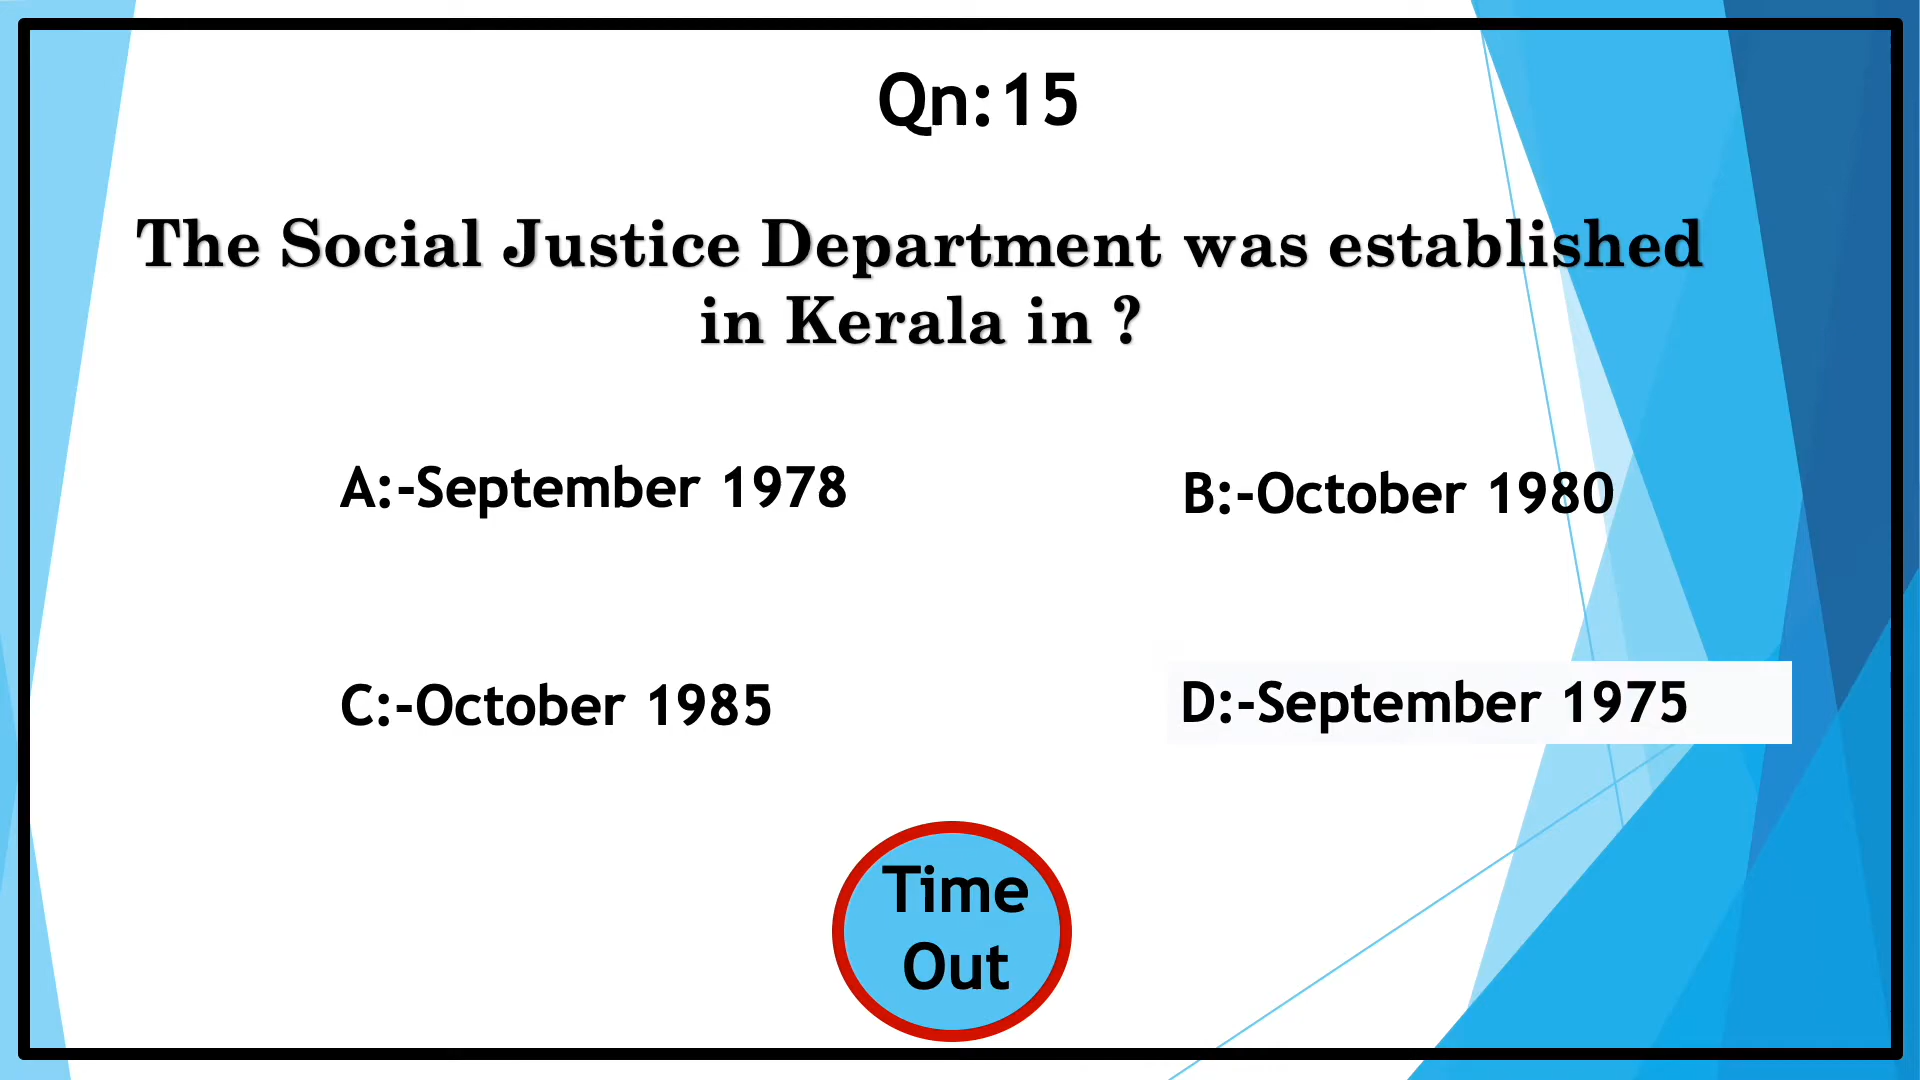 Qn:15
The Social Justice Department was established
in Kerala in ?
A:-September 1978
B:-October 1980
C:-October 1985
D:-September 1975
Time
Out